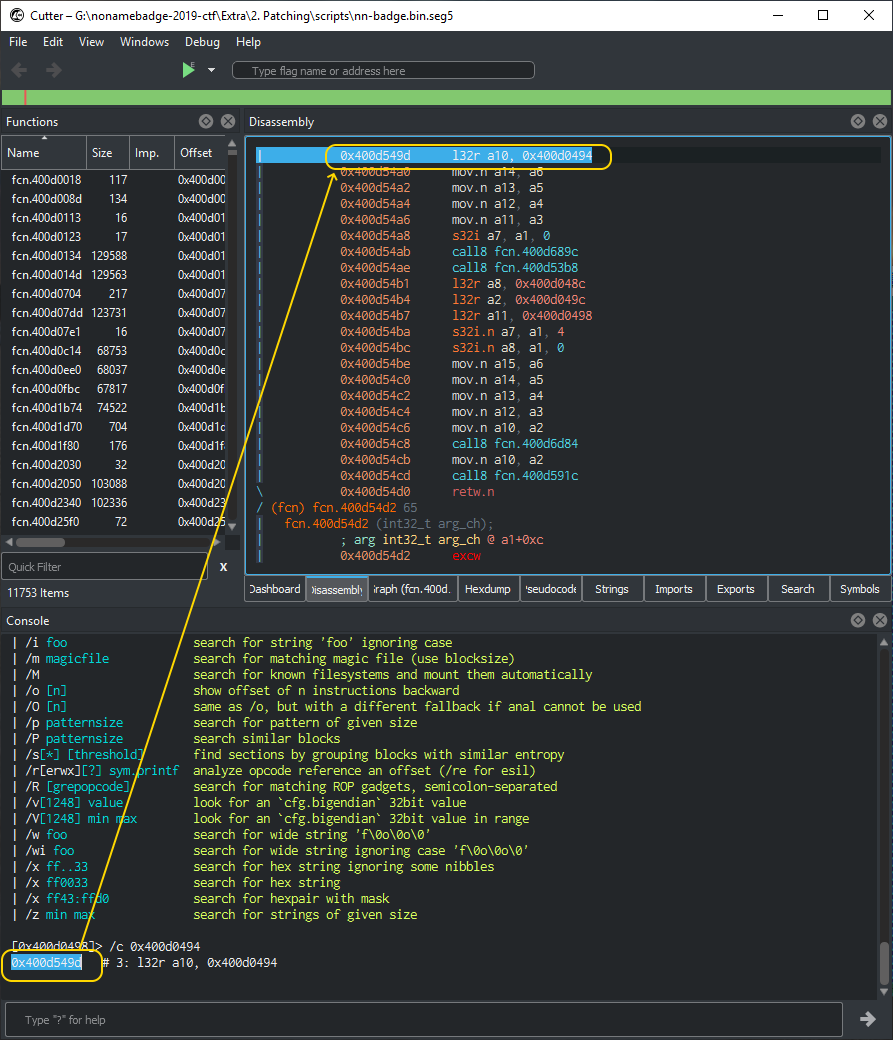 Cutter – G:\nonamebadge-2019-ctf\Extra\2. Patching\scripts\nn-badge.bin.seg5
File Edit View Windows Debug Help
Type flag name or address here
Functions
Name Size Imp. Offset
fcn.400d0018 117 0x400d00
fcn.400d008d 134 0x400d00
fcn.400d0113 16 0x400d01
fcn.400d0123 17 0x400d01
fcn.400d0134 129588 0x400d01
fcn.400d014d 129563 0x400d01
fcn.400d0704 217 0x400d07
fcn.400d07dd 123731 0x400d07
fcn.400d07e1 16 0x400d07
fcn.400d0c14 68753 0x400d0c
fcn.400d0ee0 68037 0x400d0e
fcn.400d0fbc 67817 0x400d0f
fcn.400d1b74 74522 0x400d1b
fcn.400d1d70 704 0x400d1d
fcn.400d1f80 176 0x400d1f
fcn.400d2030 32 0x400d20
fcn.400d2050 103088 0x400d20
fcn.400d2340 102336 0x400d23
fcn.400d25f0 72 0x400d25
Quick Filter X
11753 Items
Disassembly
| 0x400d549d l32r a10, 0x400d0494
| 0x400d54a0 mov.n a14, a6
| 0x400d54a2 mov.n a13, a5
| 0x400d54a4 mov.n a12, a4
| 0x400d54a6 mov.n a11, a3
| 0x400d54a8 s32i a7, a1, 0
| 0x400d54ab call8 fcn.400d689c
| 0x400d54ae call8 fcn.400d53b8
| 0x400d54b1 l32r a8, 0x400d048c
| 0x400d54b4 l32r a2, 0x400d049c
| 0x400d54b7 l32r a11, 0x400d0498
| 0x400d54ba s32i.n a7, a1, 4
| 0x400d54bc s32i.n a8, a1, 0
| 0x400d54be mov.n a15, a6
| 0x400d54c0 mov.n a14, a5
| 0x400d54c2 mov.n a13, a4
| 0x400d54c4 mov.n a12, a3
| 0x400d54c6 mov.n a10, a2
| 0x400d54c8 call8 fcn.400d6d84
| 0x400d54cb mov.n a10, a2
| 0x400d54cd call8 fcn.400d591c
\ 0x400d54d0 retw.n
/ (fcn) fcn.400d54d2 65
| fcn.400d54d2 (int32_t arg_ch);
| ; arg int32_t arg_ch @ a1+0xc
| 0x400d54d2 excw
Dashboard Disassembly Graph (fcn.400d. Hexdump Pseudocode Strings Imports Exports Search Symbols
Console
| /i foo search for string 'foo' ignoring case
| /m magicfile search for matching magic file (use blocksize)
| /M search for known filesystems and mount them automatically
| /o [n] show offset of n instructions backward
| /O [n] same as /o, but with a different fallback if anal cannot be used
| /p patternsize search for pattern of given size
| /P patternsize search similar blocks
| /s[*] [threshold] find sections by grouping blocks with similar entropy
| /r[erwx][?] sym.printf analyze opcode reference an offset (/re for esil)
| /R [grepopcode] search for matching ROP gadgets, semicolon-separated
| /v[1248] value look for an `cfg.bigendian` 32bit value
| /V[1248] min max look for an `cfg.bigendian` 32bit value in range
| /w foo search for wide string 'f\0o\0o\0'
| /wi foo search for wide string ignoring case 'f\0o\0o\0'
| /x ff..33 search for hex string ignoring some nibbles
| /x ff0033 search for hex string
| /x ff43:ffd0 search for hexpair with mask
| /z min max search for strings of given size
[0x400d0498]> /c 0x400d0494
0x400d549d # 3: l32r a10, 0x400d0494
Type "?" for help